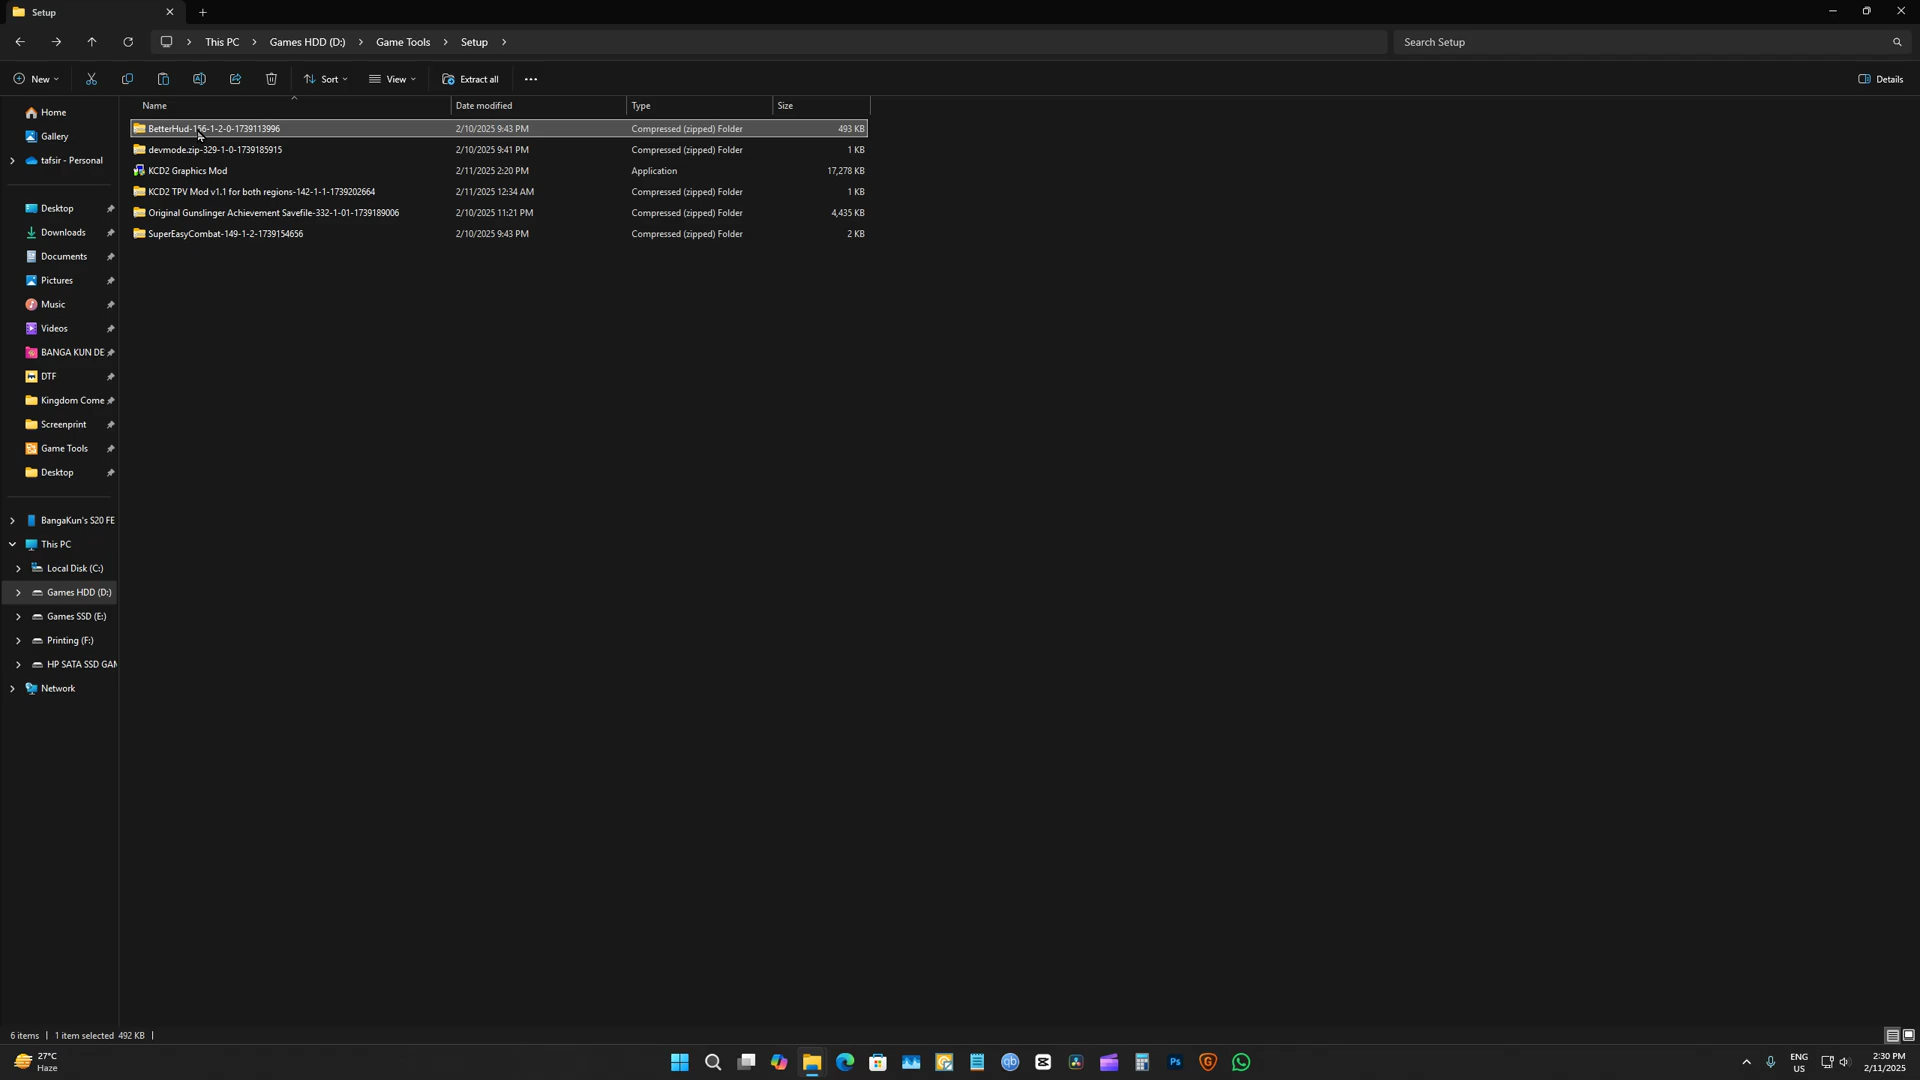 Setup
This PC > Games HDD (D:) > Game Tools > Setup >
Search Setup
New
Sort
View
Extract all
Details
Name Date modified Type Size
BetterHud-156-1-2-0-1739113996 2/10/2025 9:43 PM Compressed (zipped) Folder 493 KB
devmode.zip-329-1-0-1739185915 2/10/2025 9:41 PM Compressed (zipped) Folder 1 KB
KCD2 Graphics Mod 2/11/2025 2:20 PM Application 17,278 KB
KCD2 TPV Mod v1.1 for both regions-142-1-1-1739202664 2/11/2025 12:34 AM Compressed (zipped) Folder 1 KB
Original Gunslinger Achievement Savefile-332-1-01-1739189006 2/10/2025 11:21 PM Compressed (zipped) Folder 4,435 KB
SuperEasyCombat-149-1-2-1739154656 2/10/2025 9:43 PM Compressed (zipped) Folder 2 KB
Home
Gallery
tafsir - Personal
Desktop
Downloads
Documents
Pictures
Music
Videos
BANGA KUN DE
DTF
Kingdom Come
Screenprint
Game Tools
Desktop
BangaKun's S20 FE
This PC
Local Disk (C:)
Games HDD (D:)
Games SSD (E:)
Printing (F:)
HP SATA SSD GAM
Network
6 items 1 item selected 492 KB
27°C
Haze
Ps
ENG
US
2:30 PM
2/11/2025